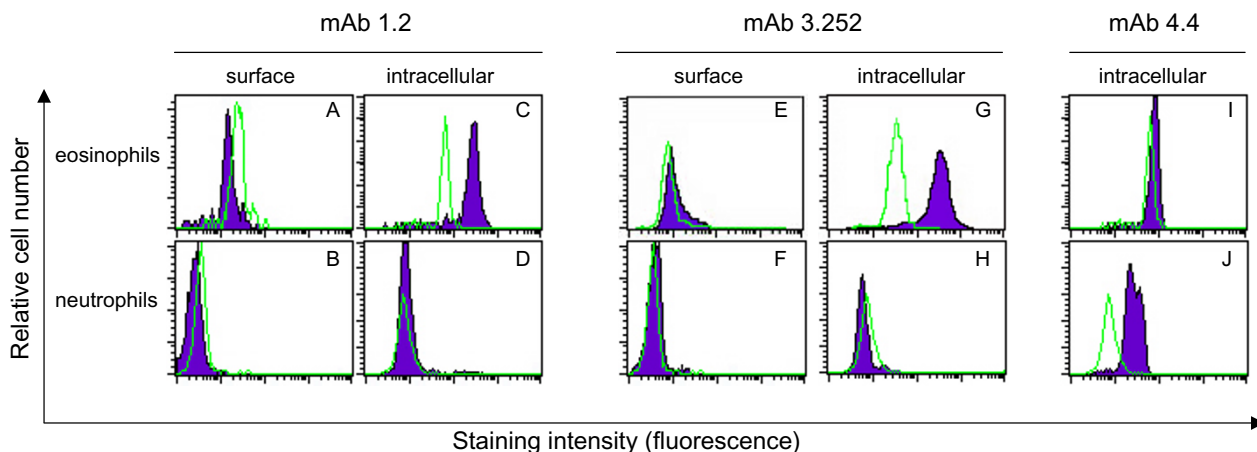 mAb 1.2
mAb 3.252
mAb 4.4
surface
intracellular
surface
intracellular
intracellular
A
C
E
G
I
eosinophils
B
D
F
H
J
neutrophils
Relative cell number
Staining intensity (fluorescence)